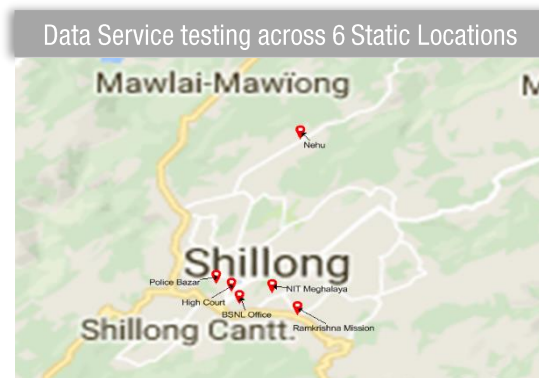 Data Service testing across 6 Static Locations
Mawlai-Mawïong
M
Nehu
Shillong
Police Bazar
NIT Meghalaya
High Court
BSNL Office
Shillong Cantt.
Ramkrishna Mission